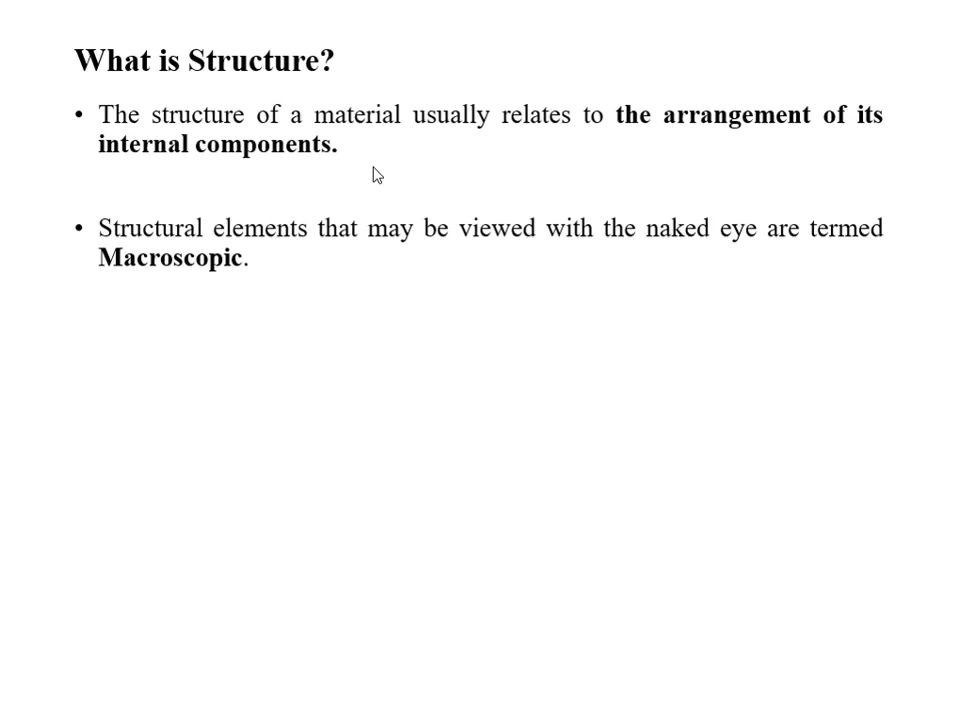 What is Structure?
• The structure of a material usually relates to the arrangement of its
internal components.
• Structural elements that may be viewed with the naked eye are termed
Macroscopic.